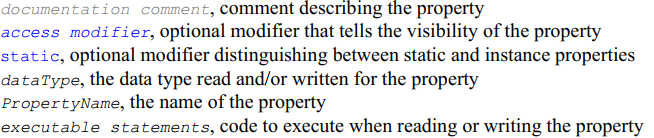 documentation comment, comment describing the property
access modifier, optional modifier that tells the visibility of the property
static, optional modifier distinguishing between static and instance properties
dataType, the data type read and/or written for the property
PropertyName, the name of the property
executable statements, code to execute when reading or writing the property